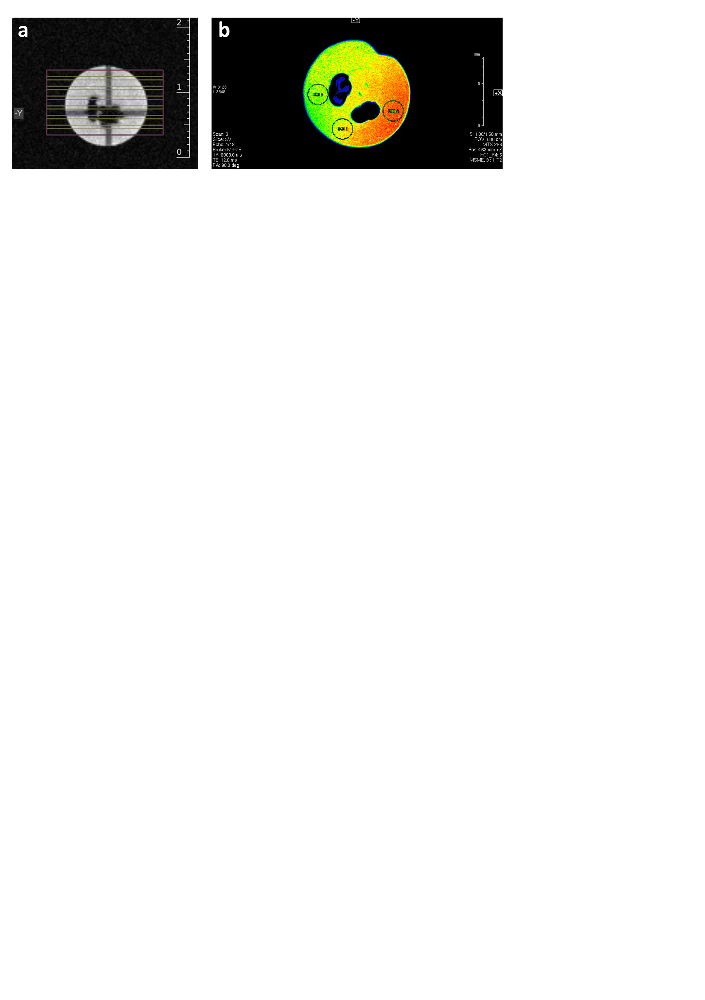 a
2
1
0
-Y
b
-Y
mm
5
0
+X
W 3128
L 2548
ROI 2
ROI 3
ROI 1
Scan: 3
Slice: 5/7
Echo: 1/18
Bruker:MSME
TR: 6000.0 ms
TE: 12.0 ms
FA: 90.0 deg
SI 1.00/1.50 mm
FOV 1.80 cm
MTX 256
Pos 4.63 mm +Z
FC1_R4: 5
MSME, 3 : 1 T2